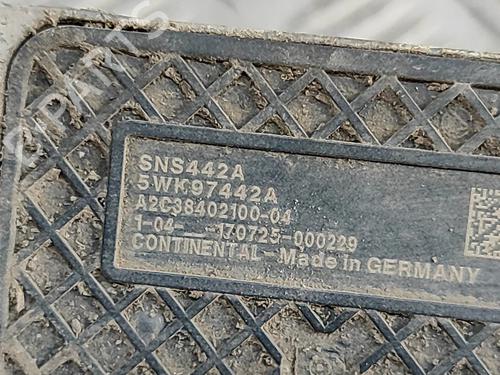 SNS442A
5WK97442A
A2C38402100-04
1-04 -170725-000229
CONTINENTAL - Made in GERMANY